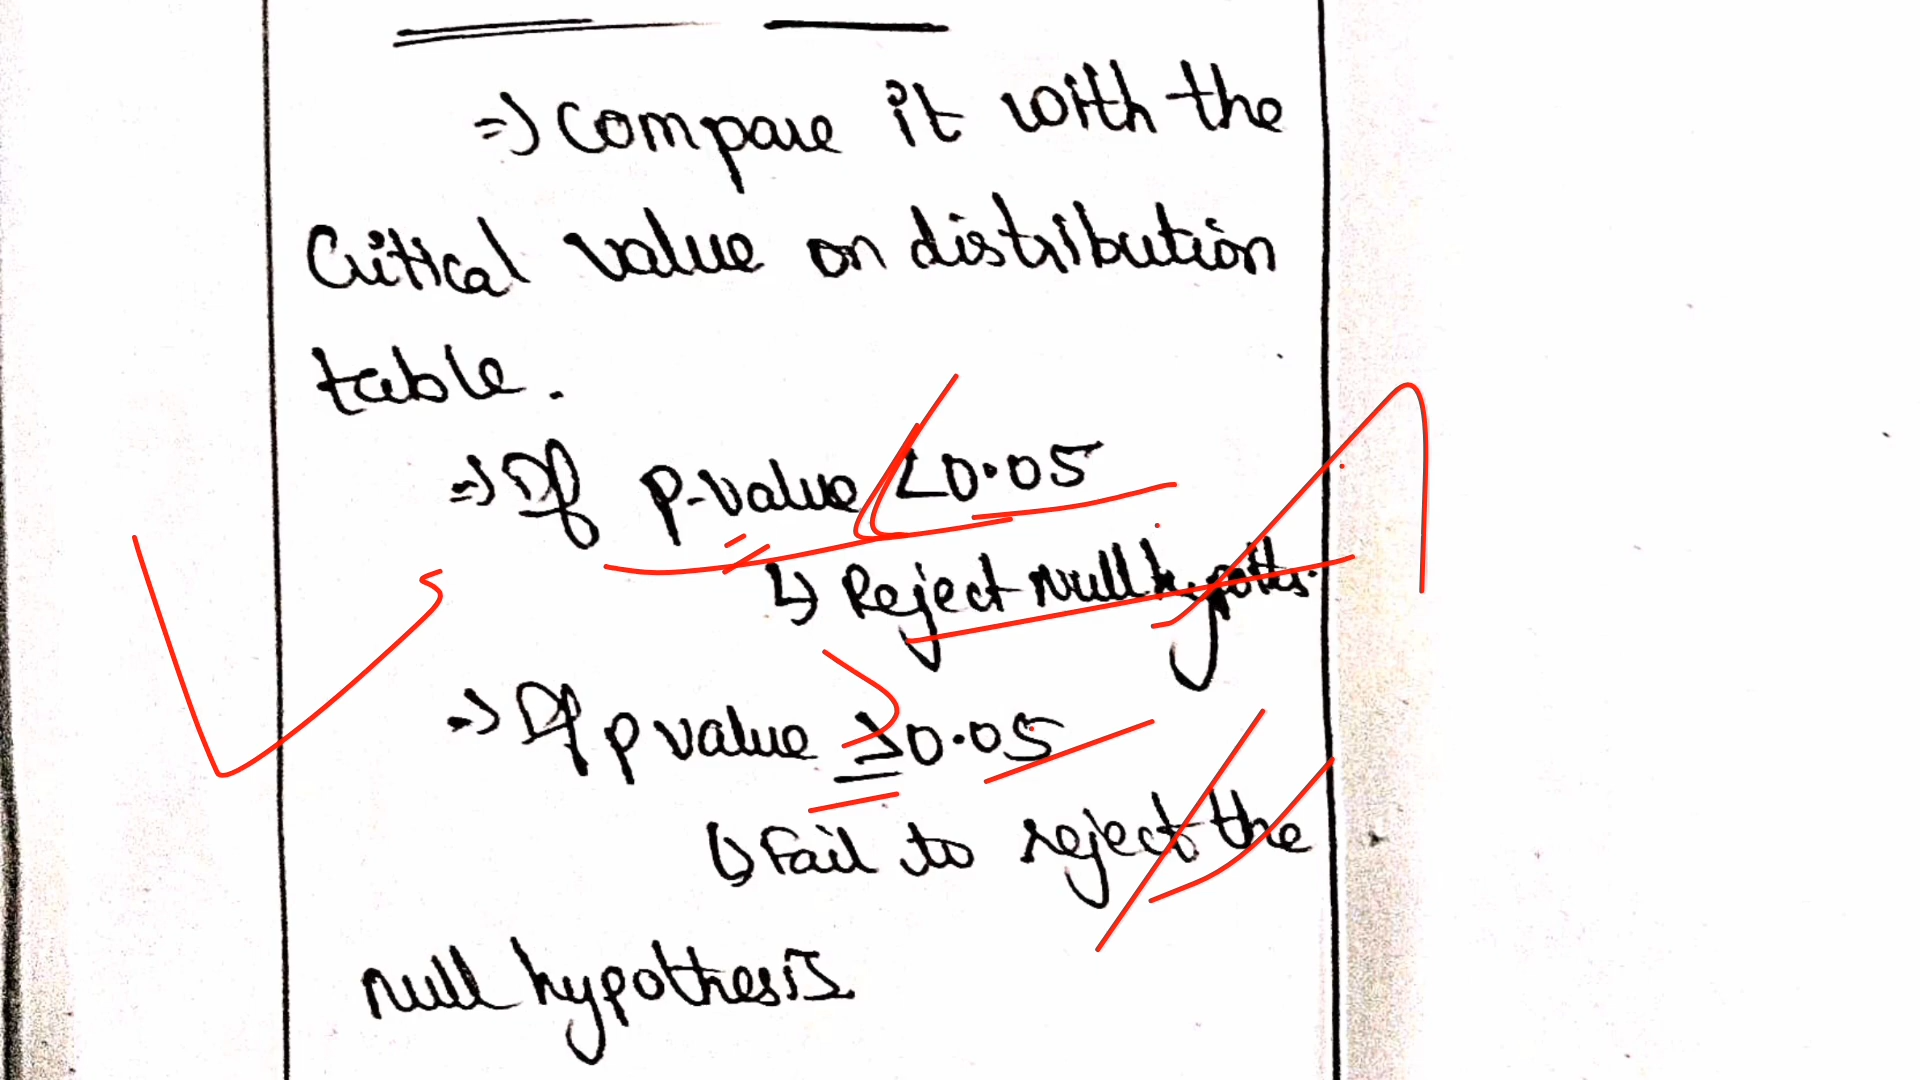 => Compare it with the
Critical value on distribution
table.
=> If p-value <0.05
↳ Reject null hypothes.
=> If p value ≥0.05
↳ Fail to reject the
null hypothesis